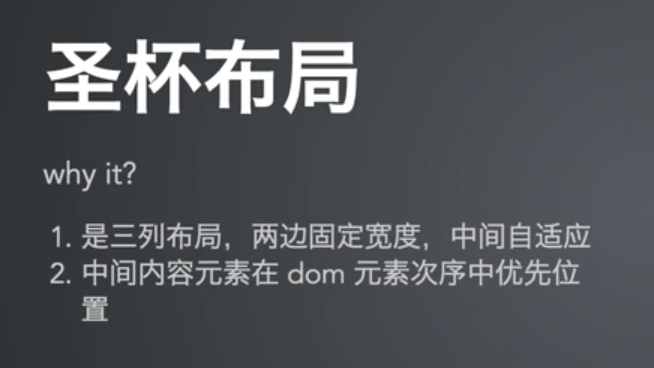 圣杯布局
why it?
1. 是三列布局，两边固定宽度，中间自适应
2. 中间内容元素在 dom 元素次序中优先位
置